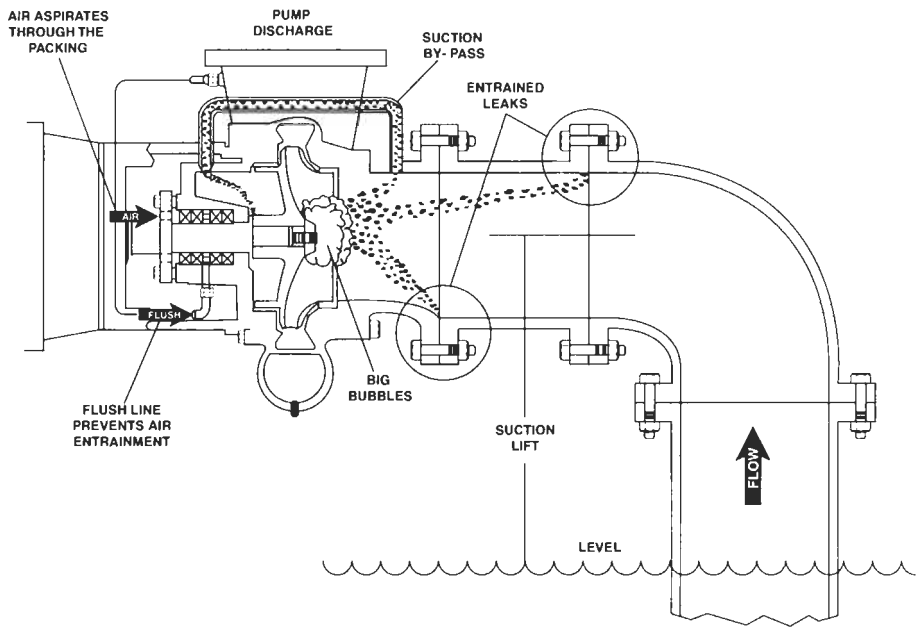 AIR ASPIRATES
THROUGH THE
PACKING
PUMP
DISCHARGE
SUCTION
BY- PASS
ENTRAINED
LEAKS
AIR
FLUSH
BIG
BUBBLES
FLUSH LINE
PREVENTS AIR
ENTRAINMENT
SUCTION
LIFT
FLOW
LEVEL